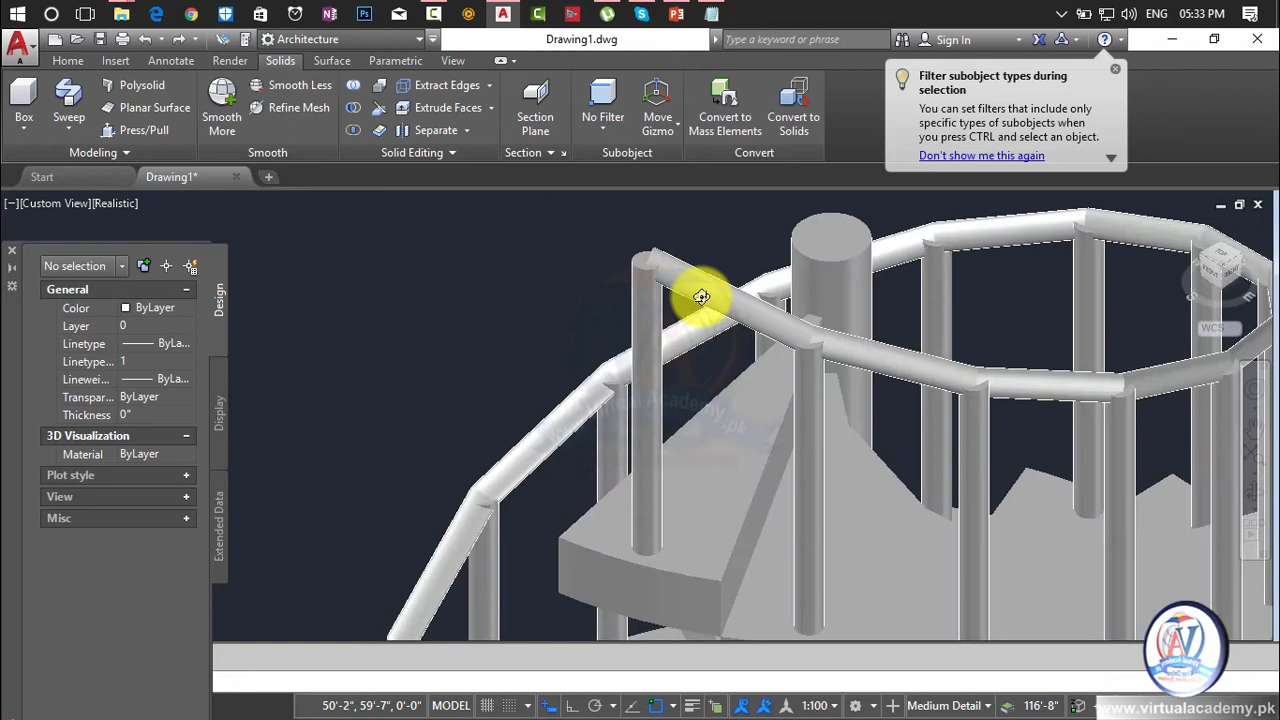 ENG 05:33 PM
Architecture
Drawing1.dwg
Type a keyword or phrase
Sign In
Home Insert Annotate Render Solids Surface Parametric View
Box
Sweep
Polysolid
Planar Surface
Press/Pull
Modeling
Smooth More
Smooth Less
Refine Mesh
Smooth
Extract Edges
Extrude Faces
Separate
Solid Editing
Section Plane
Section
No Filter
Move Gizmo
Subobject
Convert to Mass Elements
Convert to Solids
Convert
Filter subobject types during
selection
You can set filters that include only
specific types of subobjects when
you press CTRL and select an object.
Don't show me this again
Start
Drawing1*
[−][Custom View][Realistic]
No selection
General
Color ByLayer
Layer 0
Linetype ByLa...
Linetype... 1
Linewei... ByLa...
Transpar... ByLayer
Thickness 0"
3D Visualization
Material ByLayer
Plot style
View
Misc
Design
Display
Extended Data
TOP
FRONT
S
E
WCS
Virtual Academy.pk
AV
50'-2", 59'-7", 0'-0" MODEL 1:100 Medium Detail 116'-8"
www.virtualacademy.pk